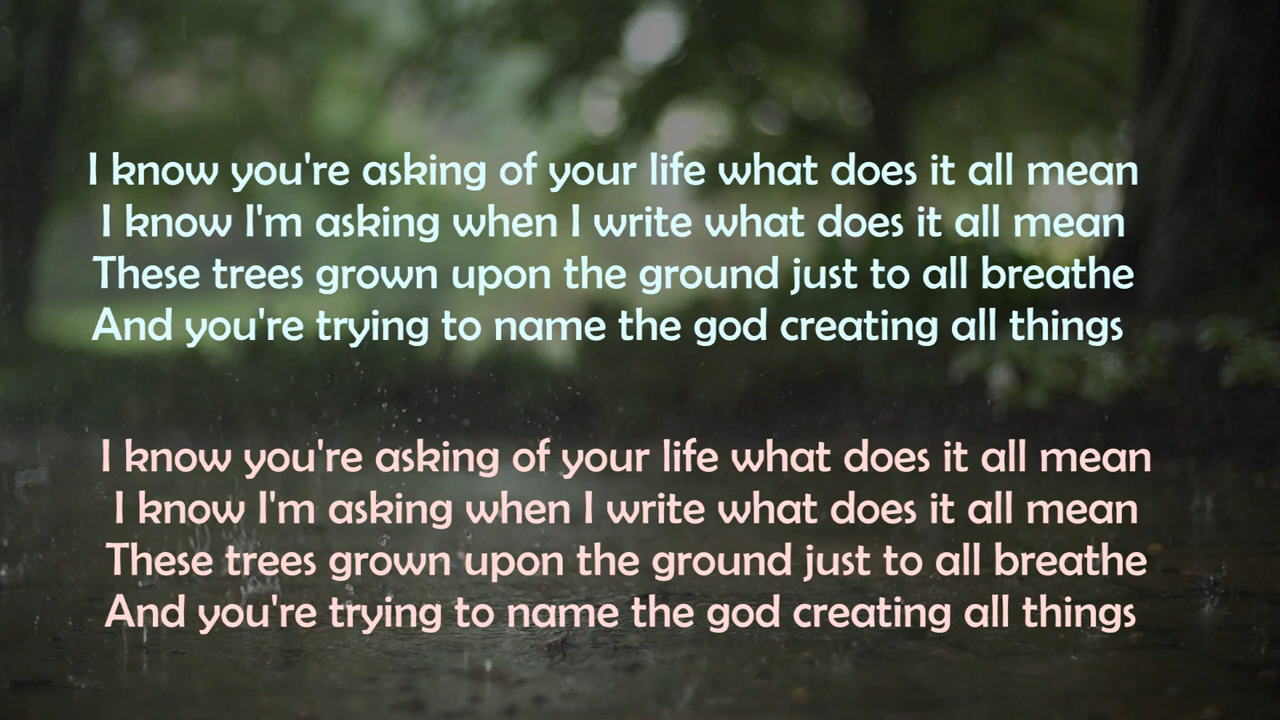 I know you're asking of your life what does it all mean
I know I'm asking when I write what does it all mean
These trees grown upon the ground just to all breathe
And you're trying to name the god creating all things
I know you're asking of your life what does it all mean
I know I'm asking when I write what does it all mean
These trees grown upon the ground just to all breathe
And you're trying to name the god creating all things